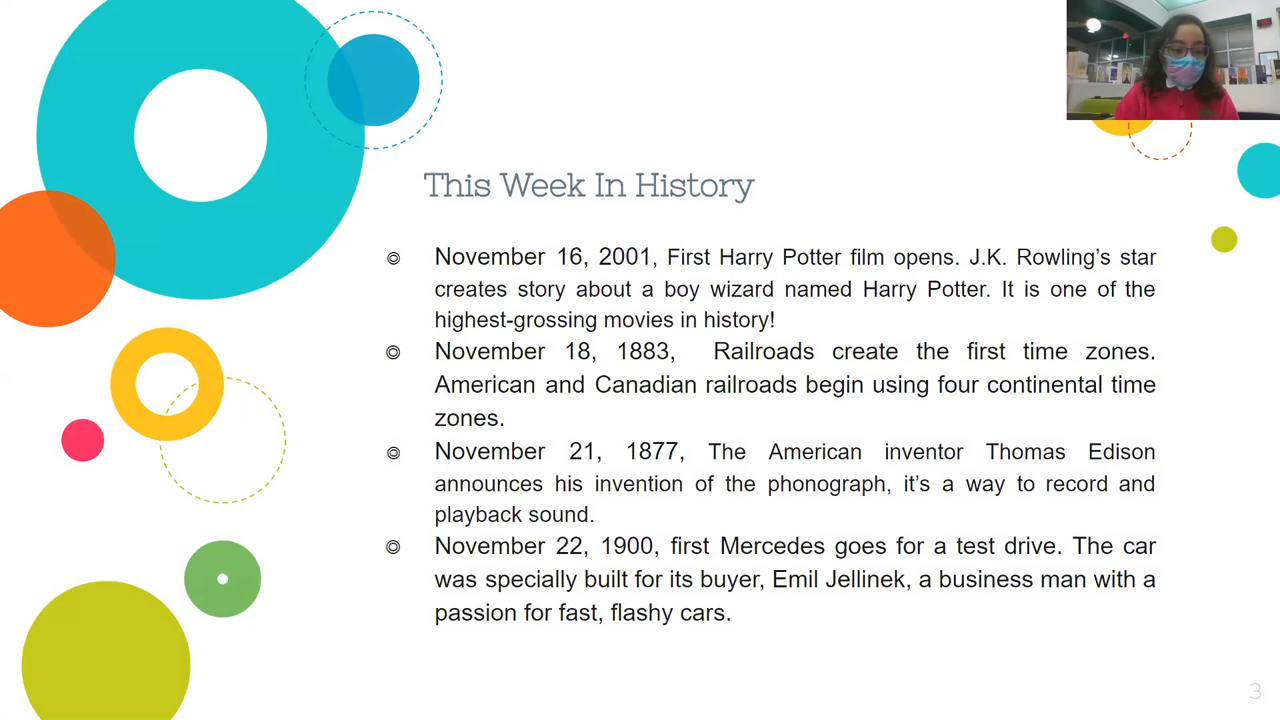 This Week In History
November 16, 2001, First Harry Potter film opens. J.K. Rowling's star
creates story about a boy wizard named Harry Potter. It is one of the
highest-grossing movies in history!
November 18, 1883, Railroads create the first time zones.
American and Canadian railroads begin using four continental time
zones.
November 21, 1877, The American inventor Thomas Edison
announces his invention of the phonograph, it's a way to record and
playback sound.
November 22, 1900, first Mercedes goes for a test drive. The car
was specially built for its buyer, Emil Jellinek, a business man with a
passion for fast, flashy cars.
3